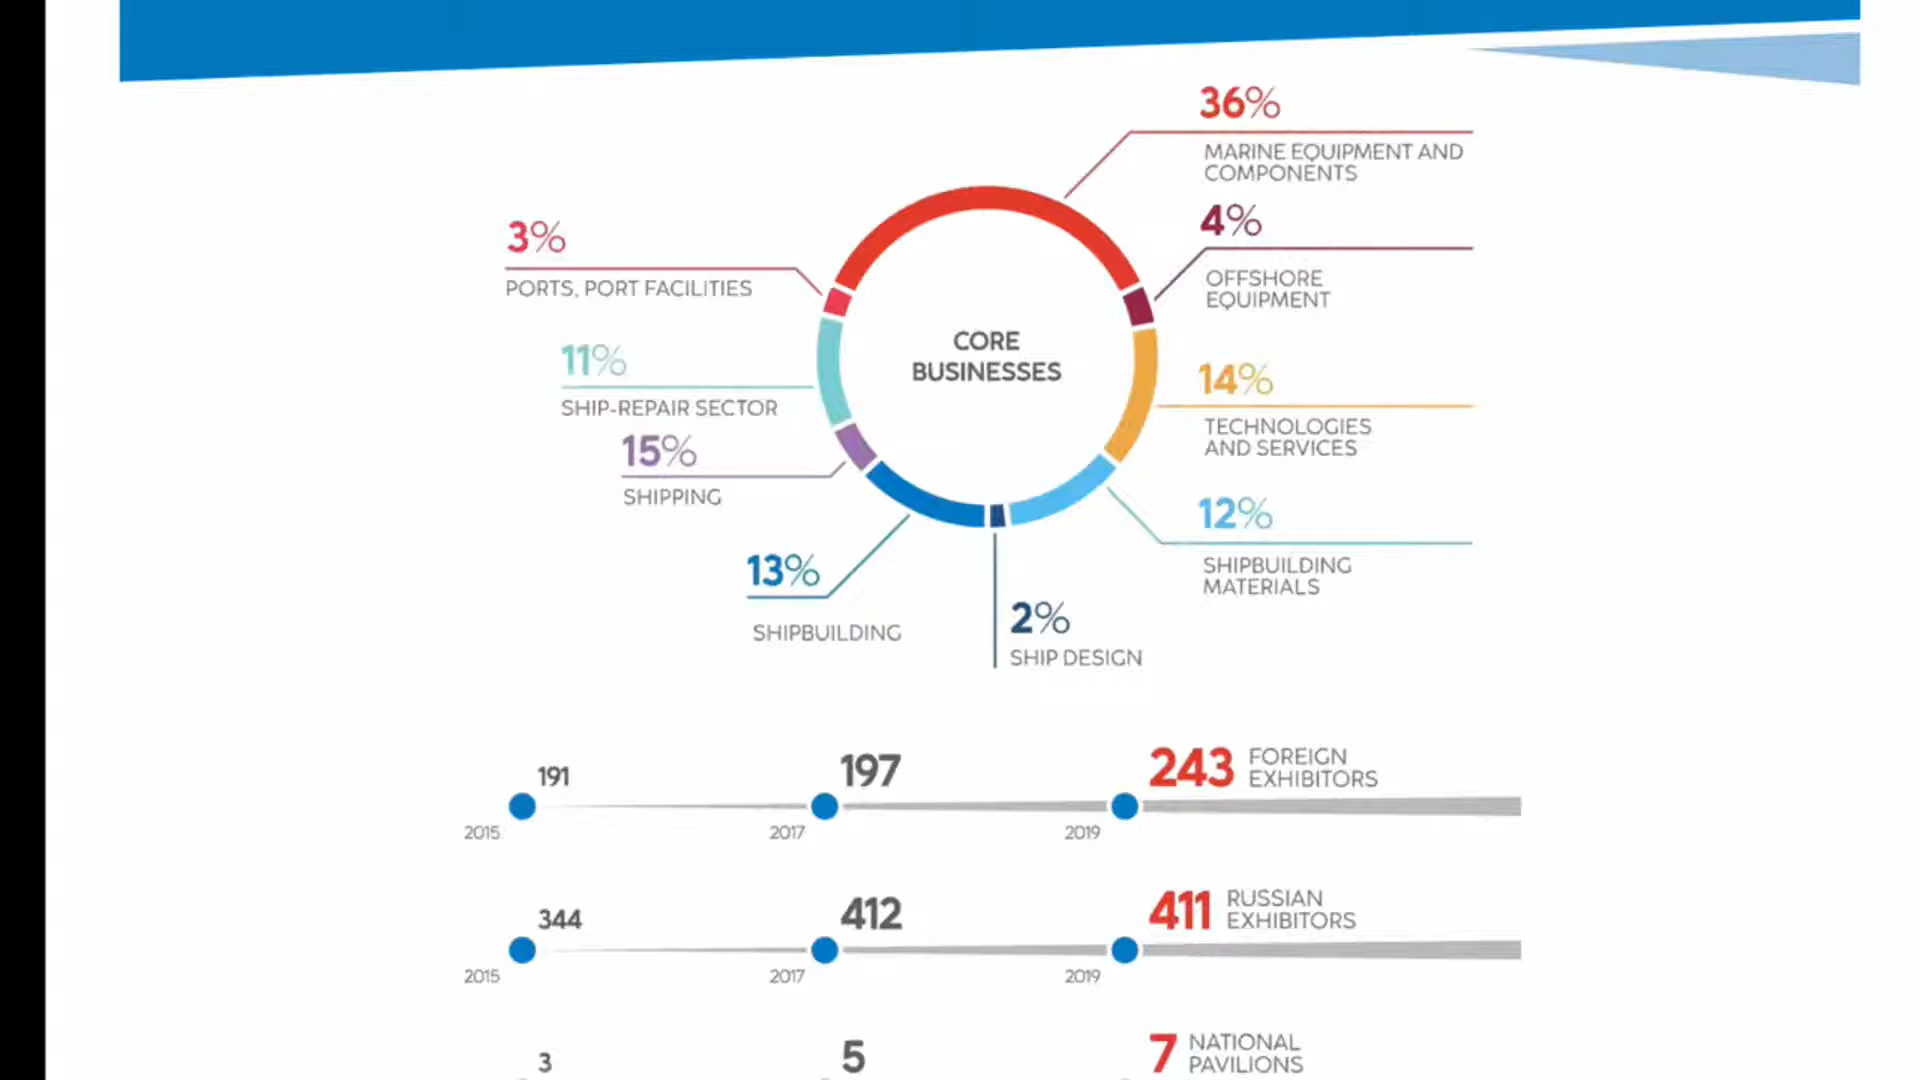 36%
MARINE EQUIPMENT AND
COMPONENTS
4%
OFFSHORE
EQUIPMENT
14%
TECHNOLOGIES
AND SERVICES
12%
SHIPBUILDING
MATERIALS
2%
SHIP DESIGN
13%
SHIPBUILDING
15%
SHIPPING
11%
SHIP-REPAIR SECTOR
3%
PORTS, PORT FACILITIES
CORE
BUSINESSES
191
197
243 FOREIGN
EXHIBITORS
2015
2017
2019
344
412
411 RUSSIAN
EXHIBITORS
2015
2017
2019
3
5
7 NATIONAL
PAVILIONS